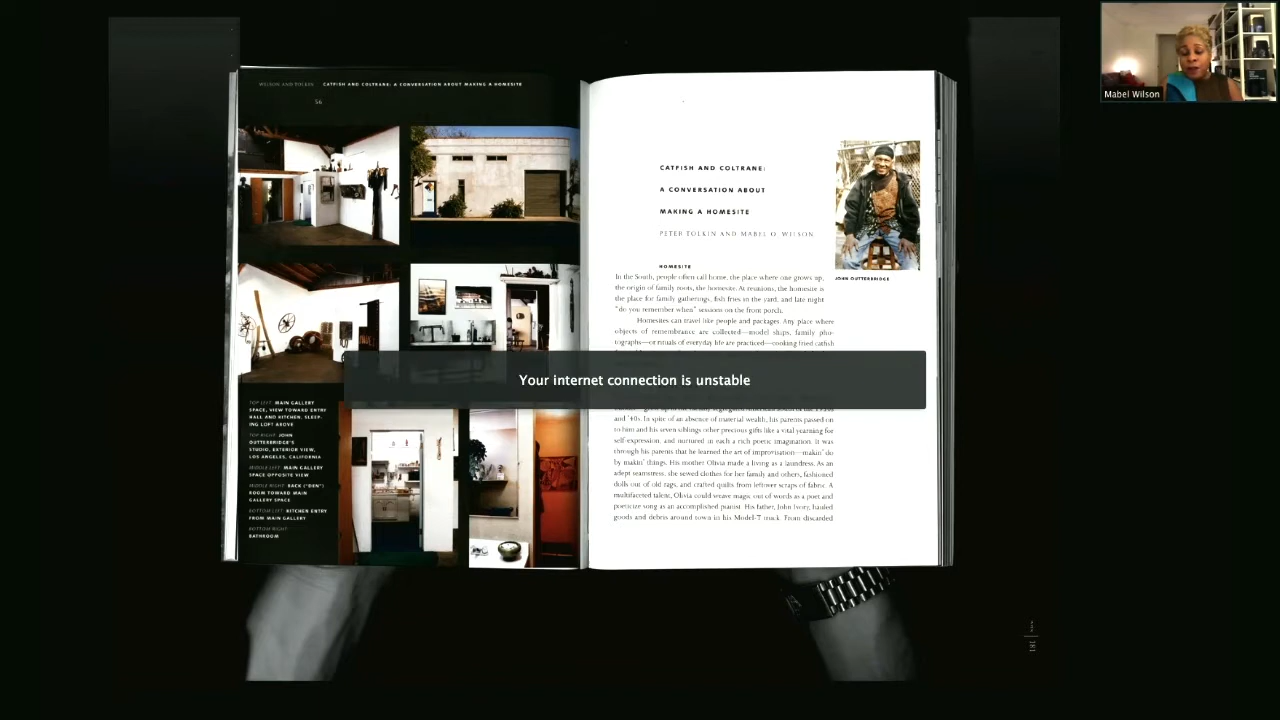 WILSON AND TOLKIN CATFISH AND COLTRANE: A CONVERSATION ABOUT MAKING A HOMESITE
56
TOP LEFT: MAIN GALLERY
SPACE, VIEW TOWARD ENTRY
HALL AND KITCHEN, SLEEP-
ING LOFT ABOVE
TOP RIGHT: JOHN
OUTTERBRIDGE'S
STUDIO, EXTERIOR VIEW,
LOS ANGELES, CALIFORNIA
MIDDLE LEFT: MAIN GALLERY
SPACE OPPOSITE VIEW
MIDDLE RIGHT: BACK ("DEN")
ROOM TOWARD MAIN
GALLERY SPACE
BOTTOM LEFT: KITCHEN ENTRY
FROM MAIN GALLERY
BOTTOM RIGHT:
BATHROOM
CATFISH AND COLTRANE:
A CONVERSATION ABOUT
MAKING A HOMESITE
PETER TOLKIN AND MABEL O. WILSON
JOHN OUTTERBRIDGE
HOMESITE
In the South, people often call home, the place where one grows up,
the origin of family roots, the homesite. At reunions, the homesite is
the place for family gatherings, fish fries in the yard, and late night
"do you remember when" sessions on the front porch.
Homesites can travel like people and packages. Any place where
objects of remembrance are collected—model ships, family pho-
tographs—or rituals of everyday life are practiced—cooking fried catfish
Your internet connection is unstable
and '40s. In spite of an absence of material wealth, his parents passed on
to him and his seven siblings other precious gifts like a vital yearning for
self-expression, and nurtured in each a rich poetic imagination. It was
through his parents that he learned the art of improvisation—makin' do
by makin' things. His mother Olivia made a living as a laundress. As an
adept seamstress, she sewed clothes for her family and others, fashioned
dolls out of old rags, and crafted quilts from leftover scraps of fabric. A
multifaceted talent, Olivia could weave magic out of words as a poet and
poeticize song as an accomplished pianist. His father, John Ivory, hauled
goods and debris around town in his Model-T truck. From discarded
181
Mabel Wilson